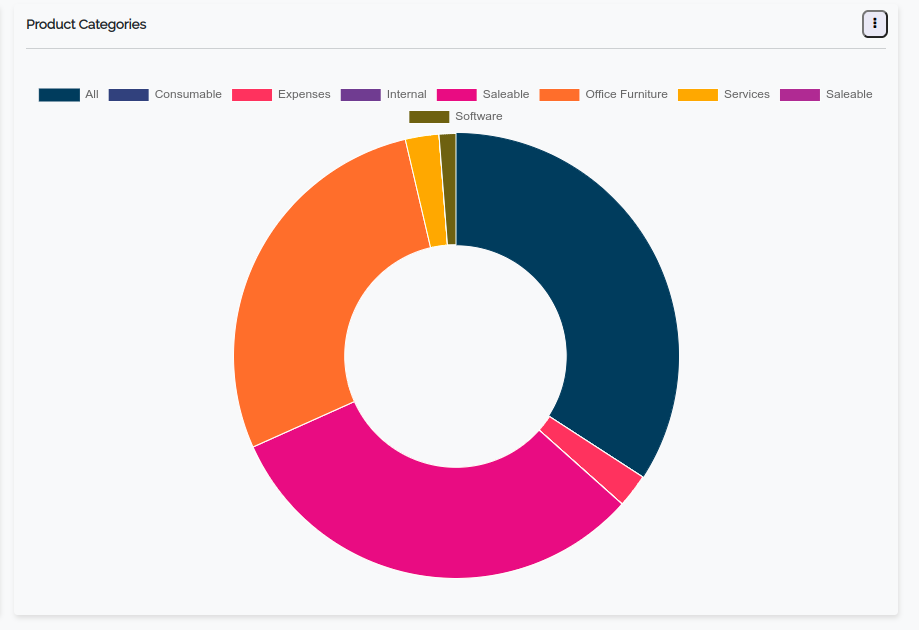 Product Categories
All Consumable Expenses Internal Saleable Office Furniture Services Saleable
Software